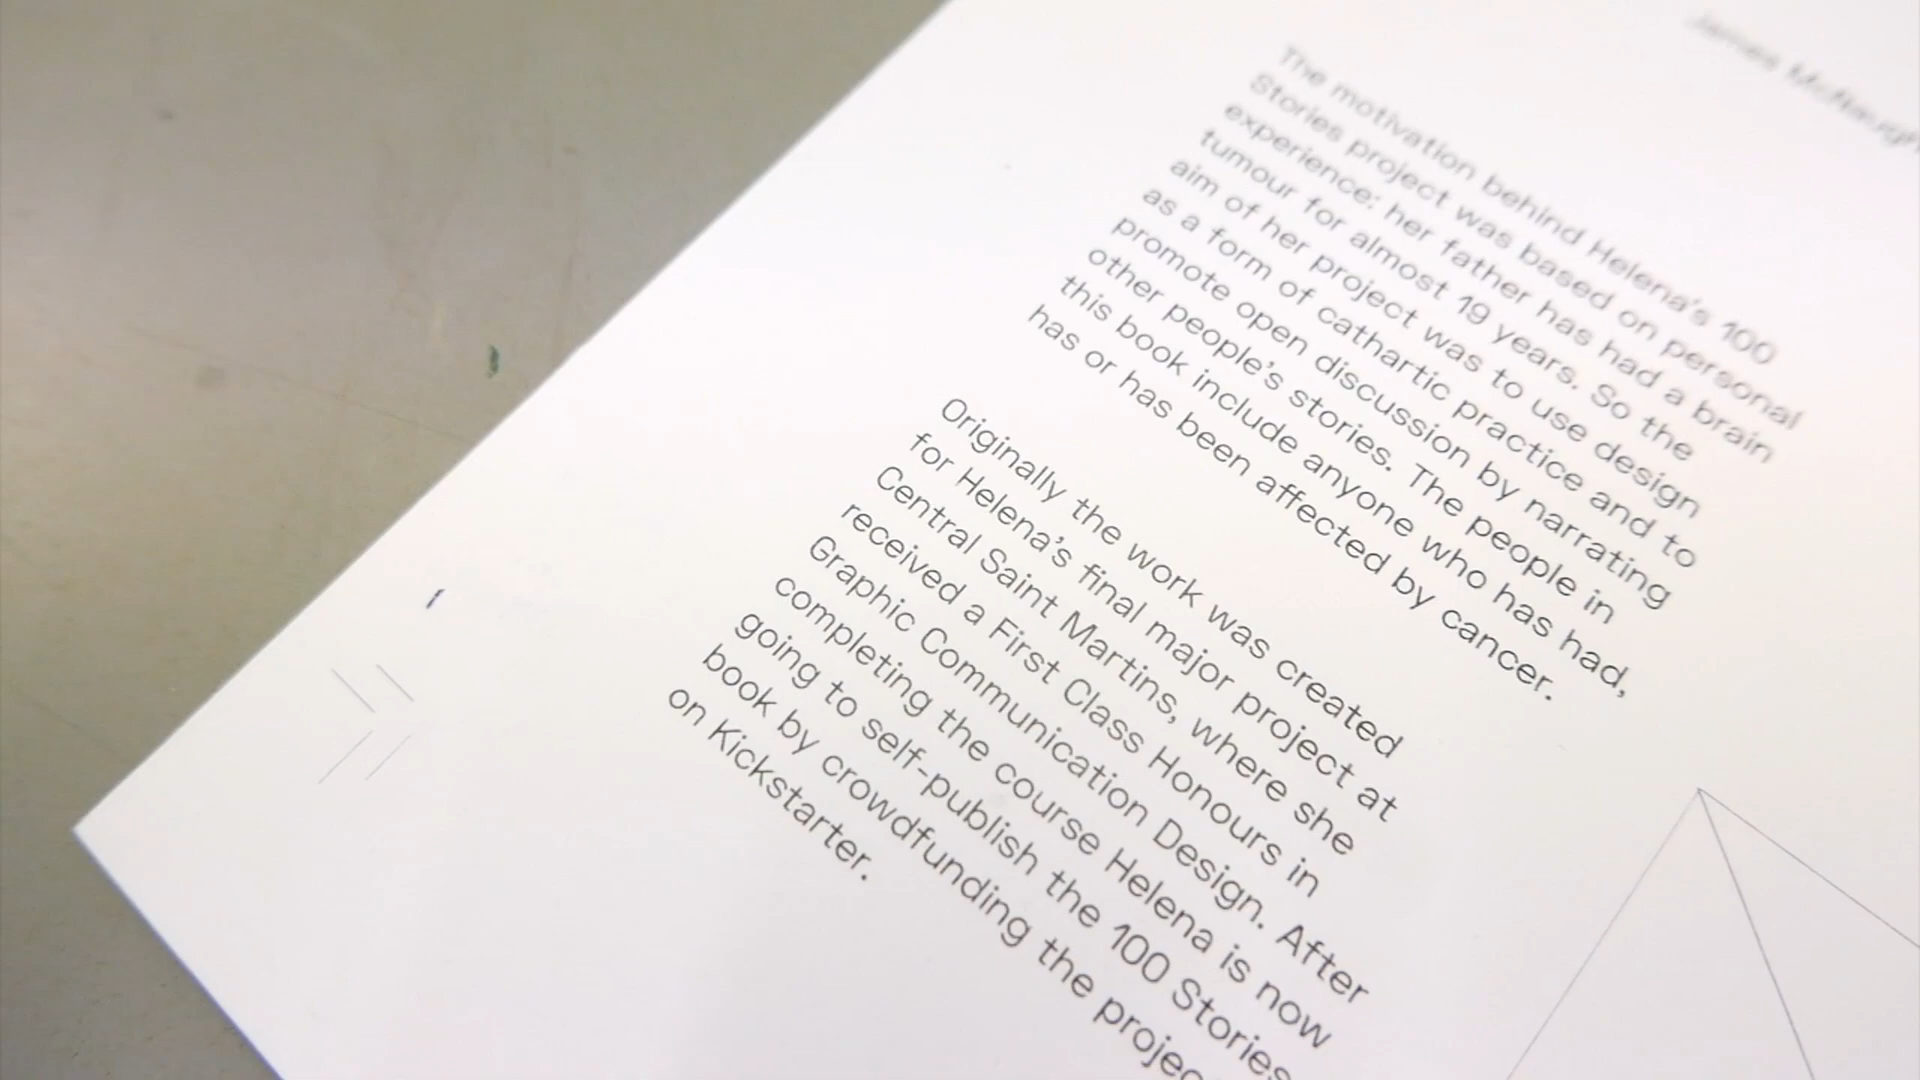 James
The motivation behind Helena's 100
Stories project was based on personal
experience: her father has had a brain
tumour for almost 19 years. So the
aim of her project was to use design
as a form of cathartic practice and to
promote open discussion by narrating
other people's stories. The people in
this book include anyone who has had,
has or has been affected by cancer.
Originally the work was created
for Helena's final major project at
Central Saint Martins, where she
received a First Class Honours in
Graphic Communication Design. After
completing the course Helena is now
going to self-publish the 100 Stories
book by crowdfunding the projec
on Kickstarter.